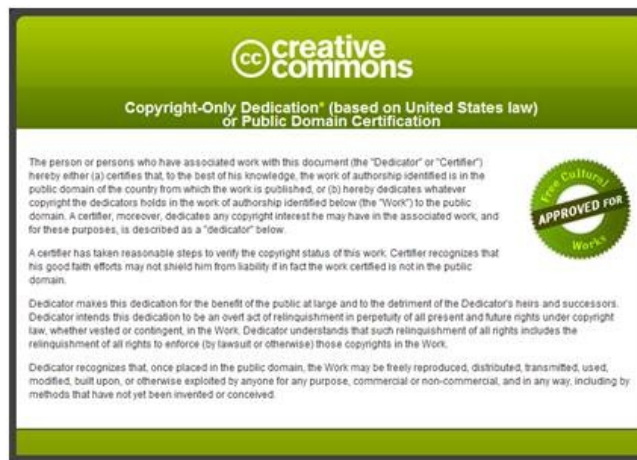 cc creative
commons
Copyright-Only Dedication* (based on United States law)
or Public Domain Certification
The person or persons who have associated work with this document (the "Dedicator" or "Certifier")
hereby either (a) certifies that, to the best of his knowledge, the work of authorship identified is in the
public domain of the country from which the work is published, or (b) hereby dedicates whatever
copyright the dedicators holds in the work of authorship identified below (the "Work") to the public
domain. A certifier, moreover, dedicates any copyright interest he may have in the associated work, and
for these purposes, is described as a "dedicator" below.
Free Cultural
APPROVED FOR
Works
A certifier has taken reasonable steps to verify the copyright status of this work. Certifier recognizes that
his good faith efforts may not shield him from liability if in fact the work certified is not in the public
domain.
Dedicator makes this dedication for the benefit of the public at large and to the detriment of the Dedicator's heirs and successors.
Dedicator intends this dedication to be an overt act of relinquishment in perpetuity of all present and future rights under copyright
law, whether vested or contingent, in the Work. Dedicator understands that such relinquishment of all rights includes the
relinquishment of all rights to enforce (by lawsuit or otherwise) those copyrights in the Work.
Dedicator recognizes that, once placed in the public domain, the Work may be freely reproduced, distributed, transmitted, used,
modified, built upon, or otherwise exploited by anyone for any purpose, commercial or non-commercial, and in any way, including by
methods that have not yet been invented or conceived.